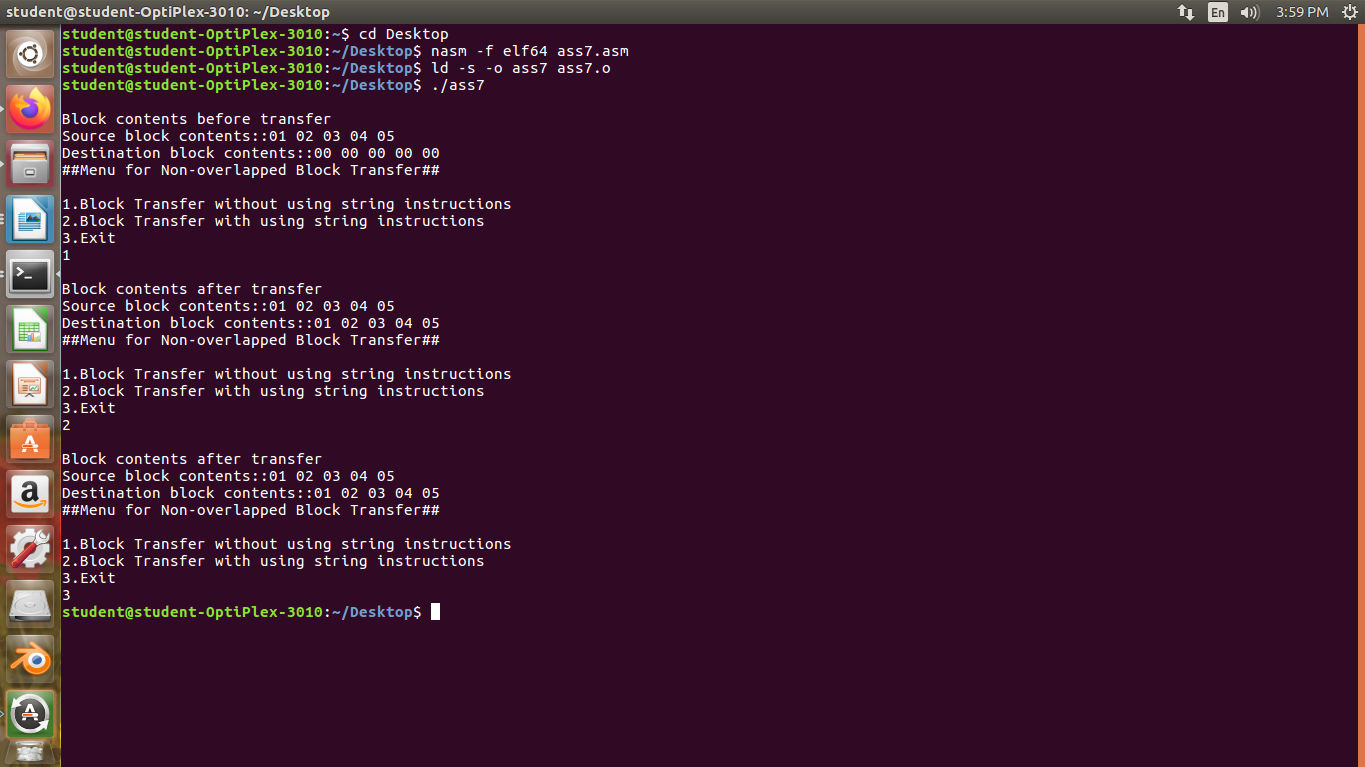 student@student-OptiPlex-3010: ~/Desktop
En
3:59 PM
student@student-OptiPlex-3010:~$ cd Desktop
student@student-OptiPlex-3010:~/Desktop$ nasm -f elf64 ass7.asm
student@student-OptiPlex-3010:~/Desktop$ ld -s -o ass7 ass7.o
student@student-OptiPlex-3010:~/Desktop$ ./ass7
Block contents before transfer
Source block contents::01 02 03 04 05
Destination block contents::00 00 00 00 00
##Menu for Non-overlapped Block Transfer##
1.Block Transfer without using string instructions
2.Block Transfer with using string instructions
3.Exit
1
Block contents after transfer
Source block contents::01 02 03 04 05
Destination block contents::01 02 03 04 05
##Menu for Non-overlapped Block Transfer##
1.Block Transfer without using string instructions
2.Block Transfer with using string instructions
3.Exit
2
Block contents after transfer
Source block contents::01 02 03 04 05
Destination block contents::01 02 03 04 05
##Menu for Non-overlapped Block Transfer##
1.Block Transfer without using string instructions
2.Block Transfer with using string instructions
3.Exit
3
student@student-OptiPlex-3010:~/Desktop$